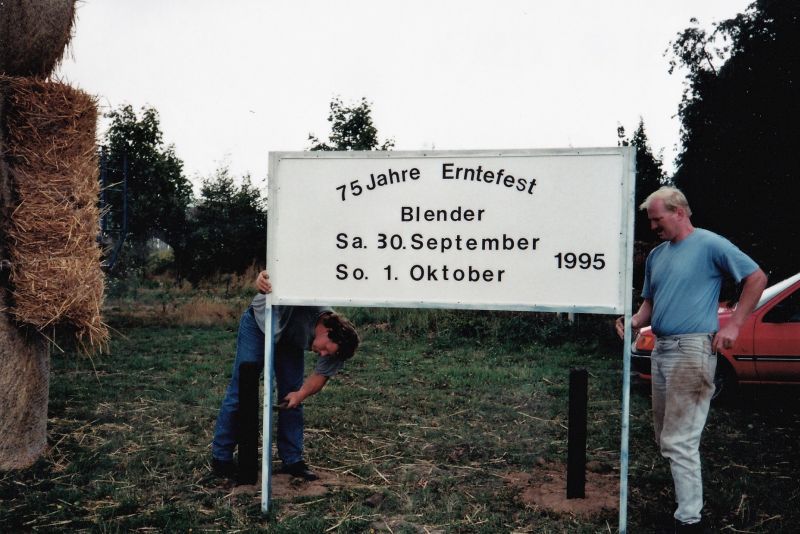 75 Jahre Erntefest
Blender
Sa. 30. September
So. 1. Oktober 1995